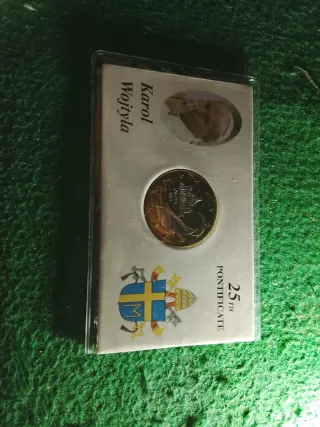 Karol
Wojtyla
25TH
PONTIFICATE
M